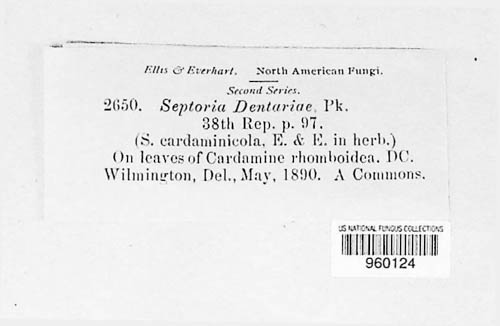 Ellis & Everhart. North American Fungi.
Second Series.
2650. Septoria Dentariae, Pk.
38th Rep. p. 97.
(S. cardaminicola, E. & E. in herb.)
On leaves of Cardamine rhomboidea. DC.
Wilmington, Del., May, 1890. A Commons.
US NATIONAL FUNGUS COLLECTIONS
960124